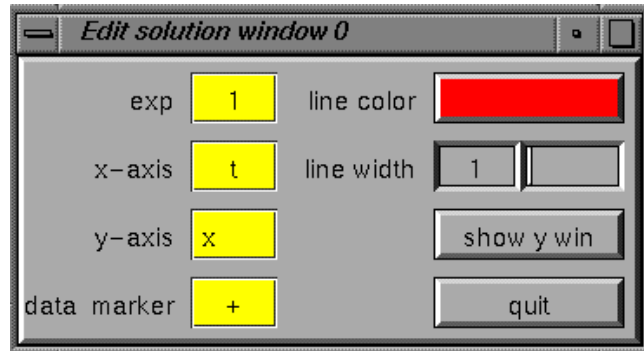 Edit solution window 0
exp 1 line color
x-axis t line width 1
y-axis x show y win
data marker + quit